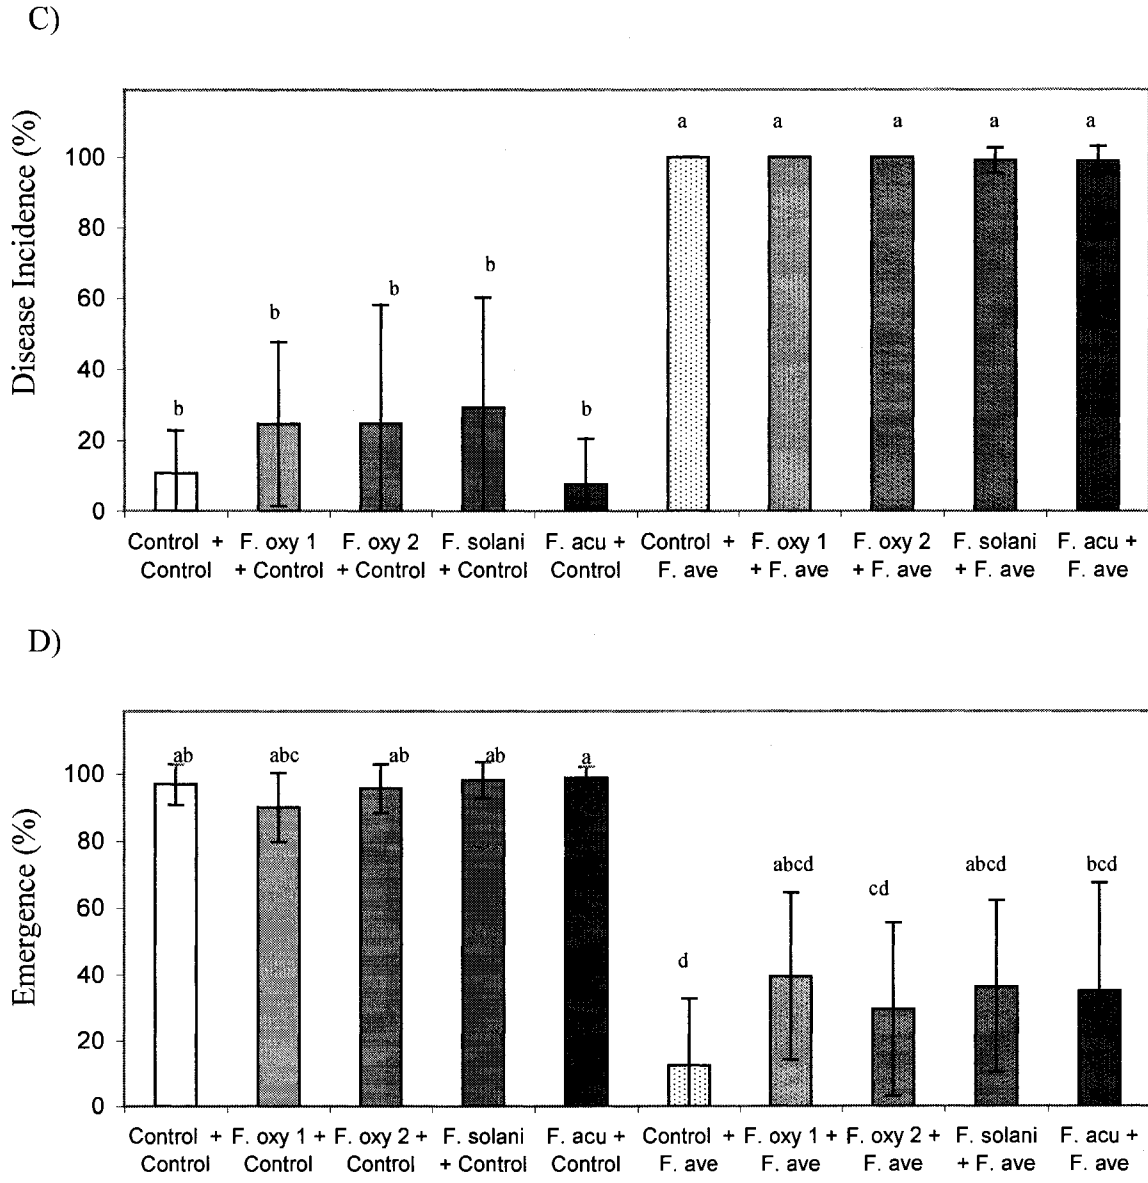 C)
Disease Incidence (%)
100
80
60
40
20
0
b
b
b
b
b
a
a
a
a
a
Control + F. oxy 1 F. oxy 2 F. solani F. acu + Control + F. oxy 1 F. oxy 2 F. solani F. acu +
Control + Control + Control + Control Control F. ave + F. ave + F. ave + F. ave F. ave
D)
Emergence (%)
100
80
60
40
20
0
ab
abc
ab
ab
a
d
abcd
cd
abcd
bcd
Control + F. oxy 1 + F. oxy 2 + F. solani F. acu + Control + F. oxy 1 + F. oxy 2 + F. solani F. acu +
Control Control Control + Control Control F. ave F. ave F. ave + F. ave F. ave